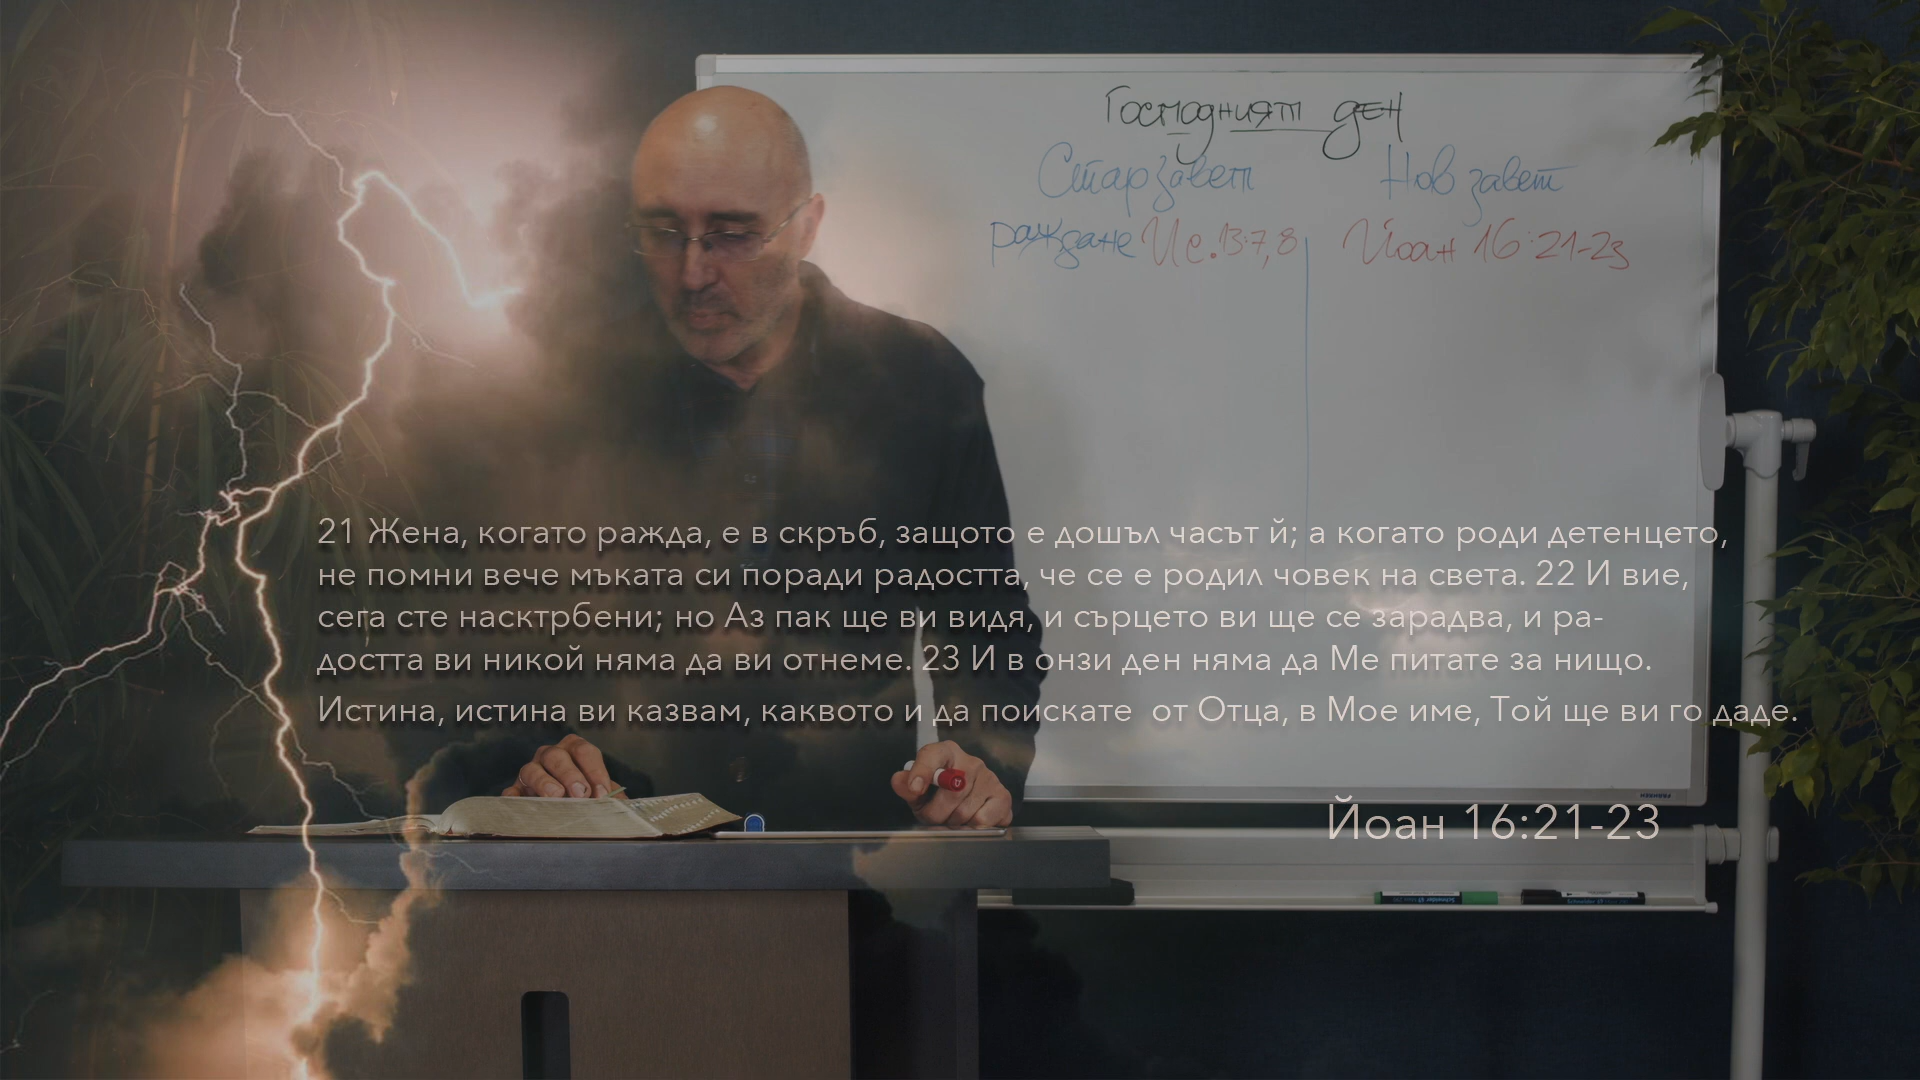 Господният ден
Стар завет Нов завет
раждане Ис. 13:7,8 Йоан 16:21-23
21 Жена, когато ражда, е в скръб, защото е дошъл часът ѝ; а когато роди детенцето,
не помни вече мъката си поради радостта, че се е родил човек на света. 22 И вие,
сега сте насктрбени; но Аз пак ще ви видя, и сърцето ви ще се зарадва, и ра-
достта ви никой няма да ви отнеме. 23 И в онзи ден няма да Ме питате за нищо.
Истина, истина ви казвам, каквото и да поискате от Отца, в Мое име, Той ще ви го даде.
Йоан 16:21-23